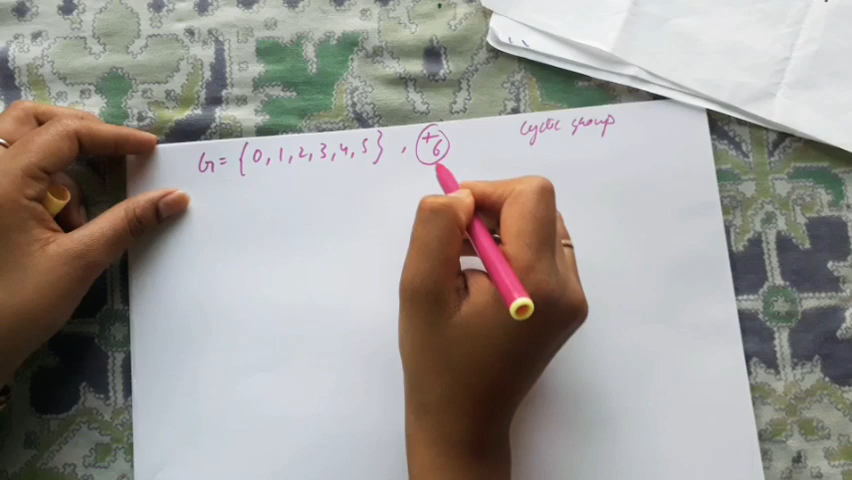 G = {0, 1, 2, 3, 4, 5}, +6 cyclic group